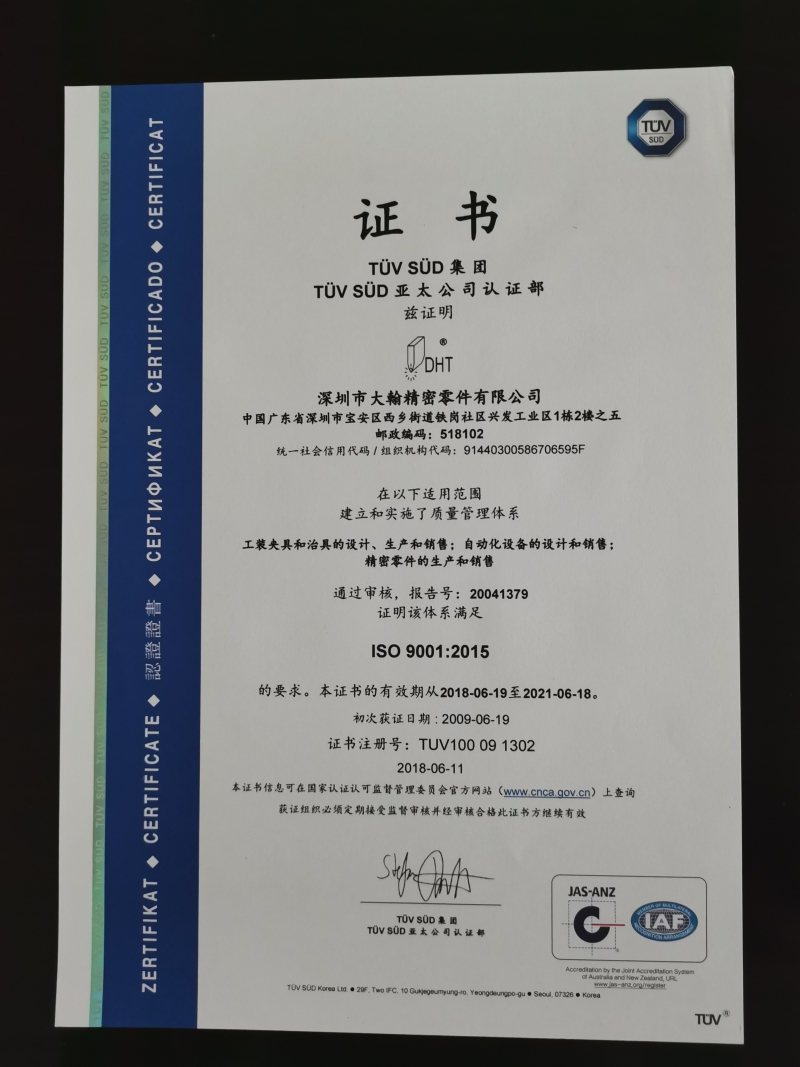 TÜV
SÜD
证 书
TÜV SÜD 集团
TÜV SÜD 亚太公司认证部
兹证明
®
DHT
深圳市大翰精密零件有限公司
中国广东省深圳市宝安区西乡街道铁岗社区兴发工业区1栋2楼之五
邮政编码：518102
统一社会信用代码 / 组织机构代码：91440300586706595F
在以下适用范围
建立和实施了质量管理体系
工装夹具和治具的设计、生产和销售；自动化设备的设计和销售；
精密零件的生产和销售
通过审核，报告号：20041379
证明该体系满足
ISO 9001:2015
的要求。本证书的有效期从2018-06-19至2021-06-18。
初次获证日期 : 2009-06-19
证书注册号：TUV100 09 1302
2018-06-11
本证书信息可在国家认证认可监督管理委员会官方网站（www.cnca.gov.cn）上查询
获证组织必须定期接受监督审核并经审核合格此证书方继续有效
TÜV SÜD 集团
TÜV SÜD 亚太公司认证部
JAS-ANZ
MEMBER OF MULTILATERAL
IAF
RECOGNITION ARRANGEMENT
Accreditation by the Joint Accreditation System
of Australia and New Zealand, URL
www.jas-anz.org/register
TÜV SÜD Korea Ltd. ● 29F, Two IFC, 10 Gukjegeumyung-ro, Yeongdeungpo-gu ● Seoul, 07326 ● Korea
TÜV®
ZERTIFIKAT ◆ CERTIFICATE ◆ 認證證書 ◆ СЕРТИФИКАТ ◆ CERTIFICADO ◆ CERTIFICAT
TÜV SÜD TÜV SÜD TÜV SÜD TÜV SÜD TÜV SÜD